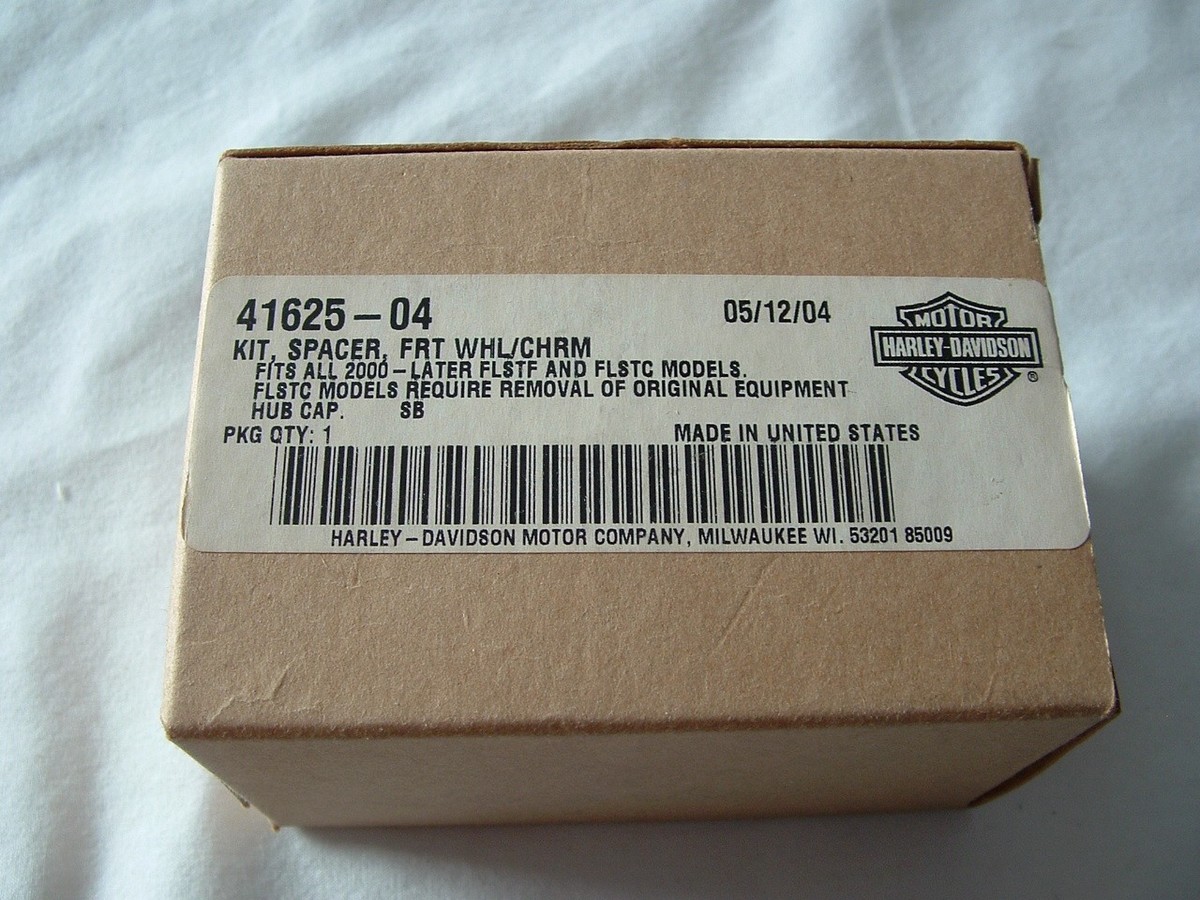 41625-04 05/12/04
MOTOR
HARLEY-DAVIDSON
CYCLES ®
KIT, SPACER, FRT WHL/CHRM
FITS ALL 2000-LATER FLSTF AND FLSTC MODELS.
FLSTC MODELS REQUIRE REMOVAL OF ORIGINAL EQUIPMENT
HUB CAP. SB
PKG QTY: 1 MADE IN UNITED STATES
HARLEY-DAVIDSON MOTOR COMPANY, MILWAUKEE WI. 53201 85009